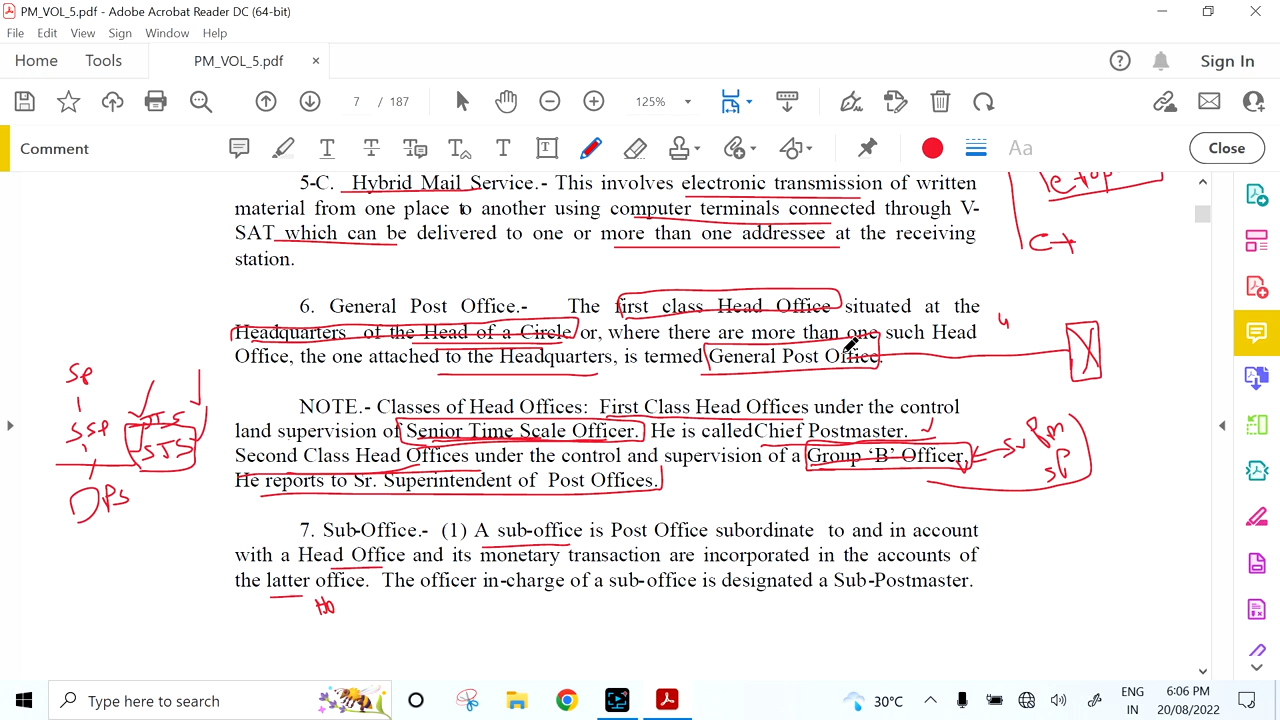 PM_VOL_5.pdf - Adobe Acrobat Reader DC (64-bit)
File Edit View Sign Window Help
Home Tools PM_VOL_5.pdf × Sign In
7 / 187 125%
Comment Close
5-C. Hybrid Mail Service.- This involves electronic transmission of written
material from one place to another using computer terminals connected through V-
SAT which can be delivered to one or more than one addressee at the receiving
station.
6. General Post Office.- The first class Head Office situated at the
Headquarters of the Head of a Circle or, where there are more than one such Head
Office, the one attached to the Headquarters, is termed General Post Office.
NOTE.- Classes of Head Offices: First Class Head Offices under the control
land supervision of Senior Time Scale Officer. He is called Chief Postmaster.
Second Class Head Offices under the control and supervision of a Group ‘B’ Officer.
He reports to Sr. Superintendent of Post Offices.
7. Sub-Office.- (1) A sub-office is Post Office subordinate to and in account
with a Head Office and its monetary transaction are incorporated in the accounts of
the latter office. The officer in-charge of a sub-office is designated a Sub-Postmaster.
SP
SSP
JTS
STS
DPS
Sr Pm
SP
HO
Type here to search
30°C
ENG
IN
6:06 PM
20/08/2022